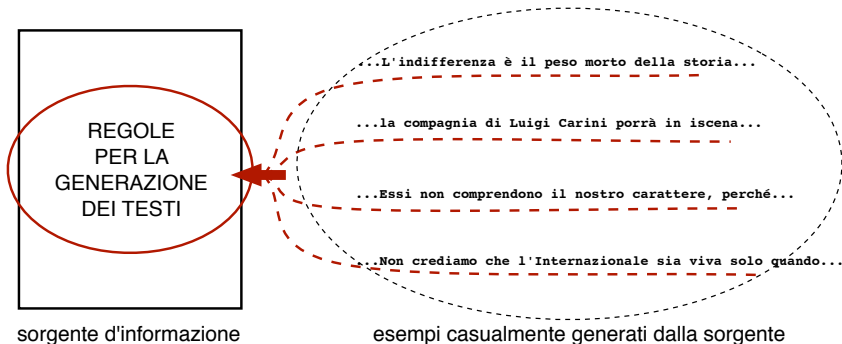 REGOLE
PER LA
GENERAZIONE
DEI TESTI
sorgente d'informazione
...L'indifferenza è il peso morto della storia...
...la compagnia di Luigi Carini porrà in iscena...
...Essi non comprendono il nostro carattere, perché...
...Non crediamo che l'Internazionale sia viva solo quando...
esempi casualmente generati dalla sorgente